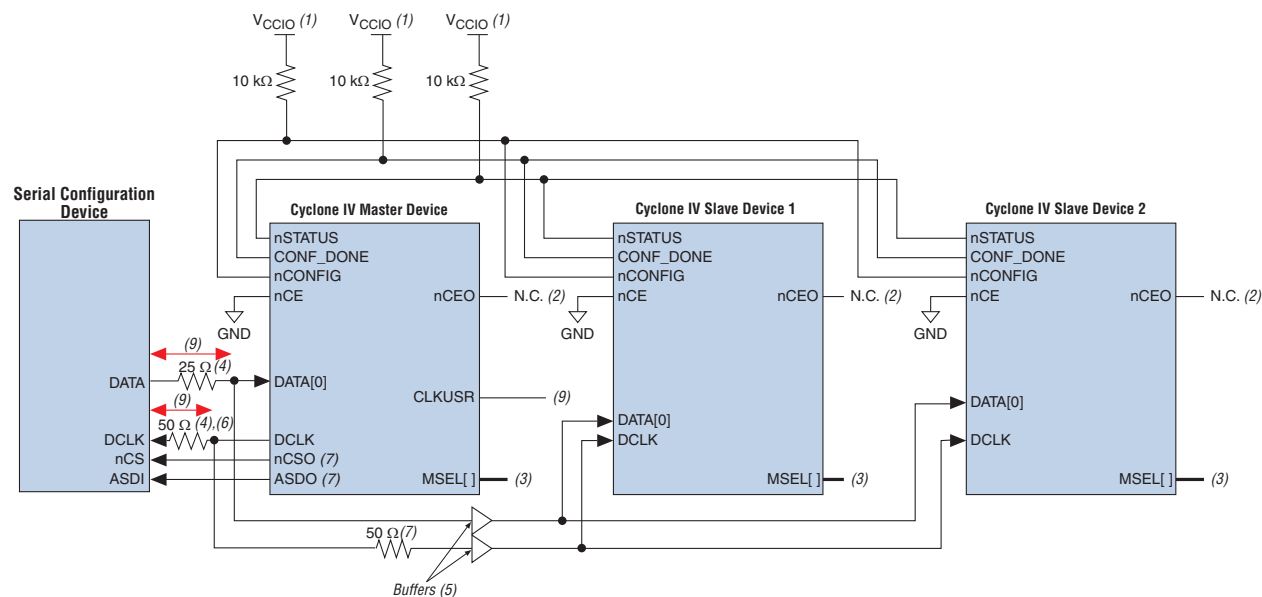 VCCIO (1) VCCIO (1) VCCIO (1)
10 kΩ 10 kΩ 10 kΩ
Serial Configuration
Device
DATA
DCLK
nCS
ASDI
(9)
25 Ω (4)
(9)
50 Ω (4),(6)
Cyclone IV Master Device
nSTATUS
CONF_DONE
nCONFIG
nCE
GND
nCEO
N.C. (2)
DATA[0]
CLKUSR
(9)
DCLK
nCSO (7)
ASDO (7)
MSEL[ ]
(3)
Cyclone IV Slave Device 1
nSTATUS
CONF_DONE
nCONFIG
nCE
GND
nCEO
N.C. (2)
DATA[0]
DCLK
MSEL[ ]
(3)
Cyclone IV Slave Device 2
nSTATUS
CONF_DONE
nCONFIG
nCE
GND
nCEO
N.C. (2)
DATA[0]
DCLK
MSEL[ ]
(3)
50 Ω (7)
Buffers (5)